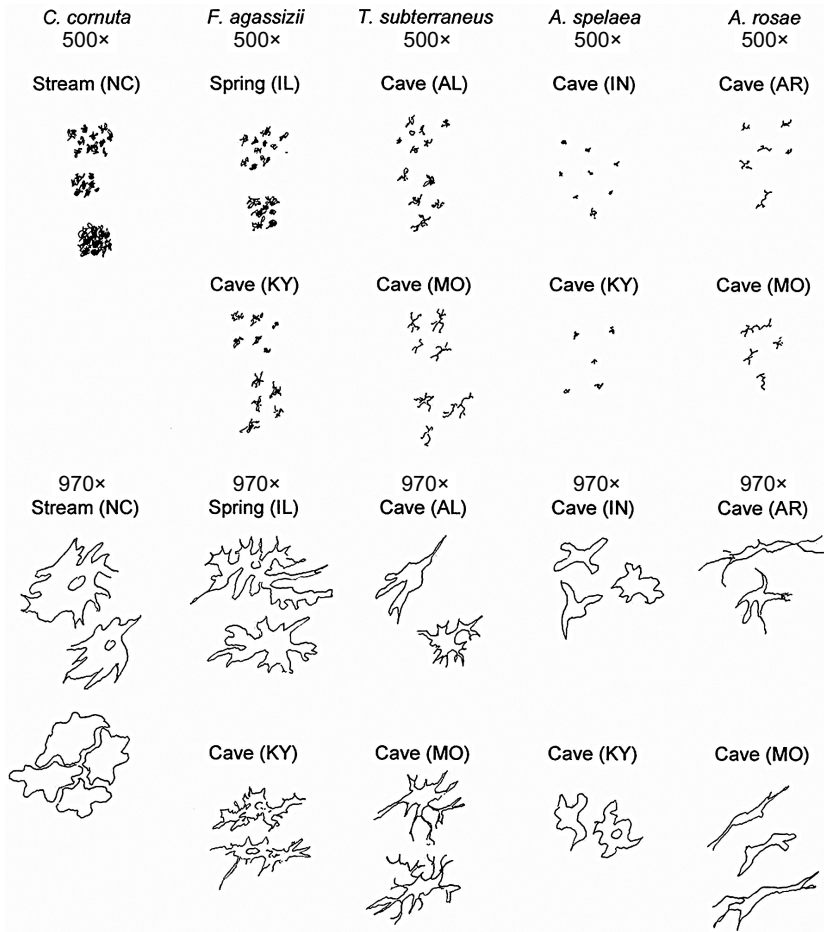 C. cornuta F. agassizii T. subterraneus A. spelaea A. rosae
500× 500× 500× 500× 500×
Stream (NC) Spring (IL) Cave (AL) Cave (IN) Cave (AR)
Cave (KY) Cave (MO) Cave (KY) Cave (MO)
970× 970× 970× 970× 970×
Stream (NC) Spring (IL) Cave (AL) Cave (IN) Cave (AR)
Cave (KY) Cave (MO) Cave (KY) Cave (MO)